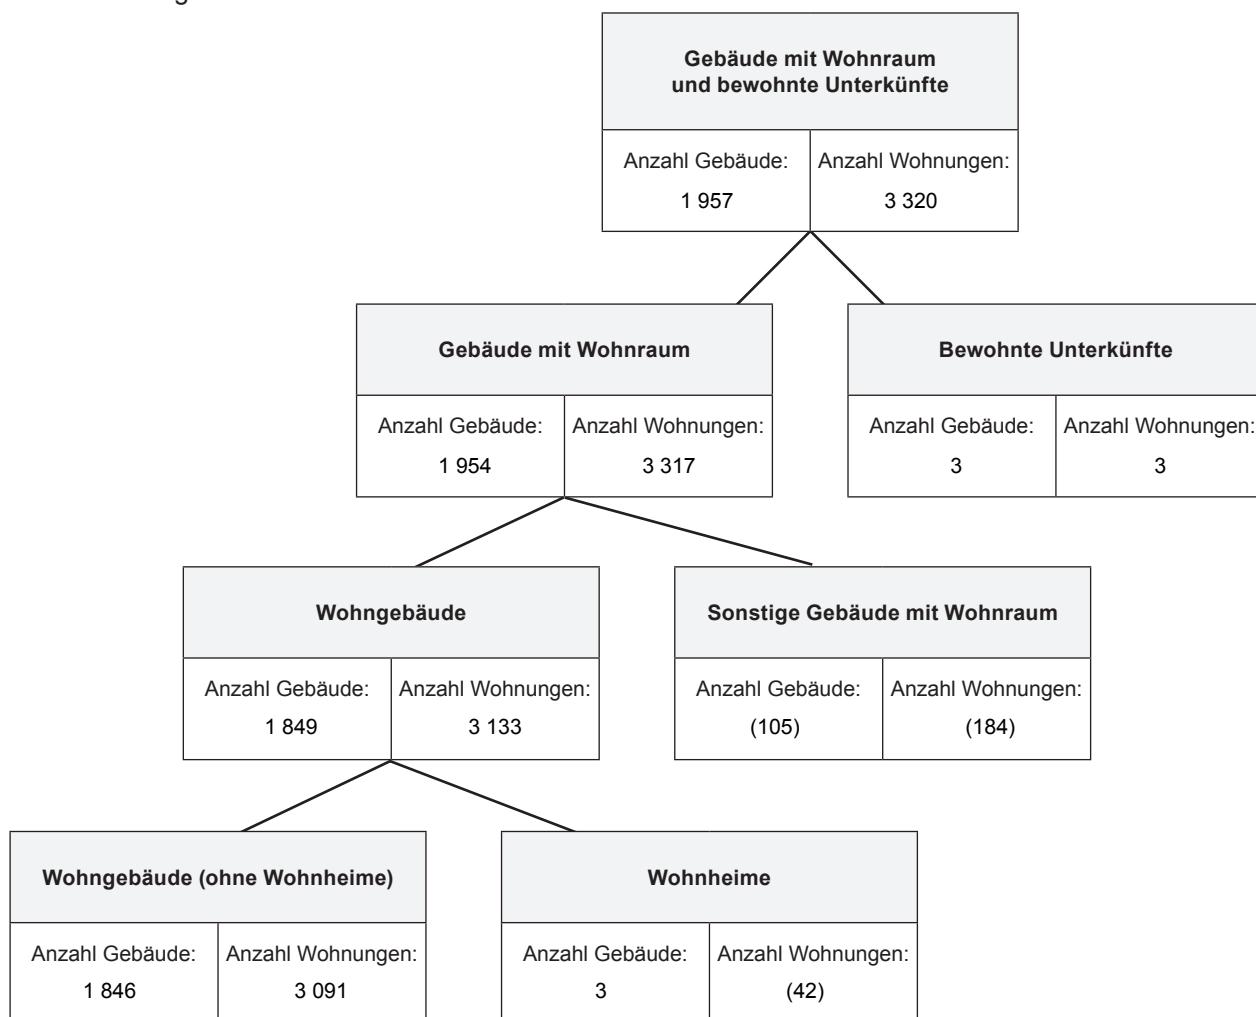 Gebäude mit Wohnraum
und bewohnte Unterkünfte
Anzahl Gebäude: Anzahl Wohnungen:
1 957 3 320
Gebäude mit Wohnraum Bewohnte Unterkünfte
Anzahl Gebäude: Anzahl Wohnungen: Anzahl Gebäude: Anzahl Wohnungen:
1 954 3 317 3 3
Wohngebäude Sonstige Gebäude mit Wohnraum
Anzahl Gebäude: Anzahl Wohnungen: Anzahl Gebäude: Anzahl Wohnungen:
1 849 3 133 (105) (184)
Wohngebäude (ohne Wohnheime) Wohnheime
Anzahl Gebäude: Anzahl Wohnungen: Anzahl Gebäude: Anzahl Wohnungen:
1 846 3 091 3 (42)